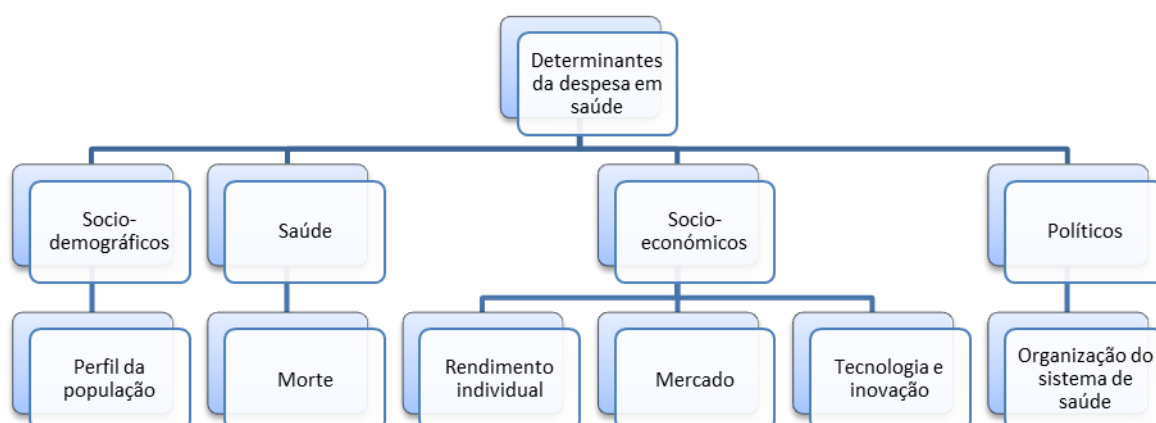 Determinantes
da despesa em
saúde
Socio-
demográficos
Saúde
Socio-
económicos
Políticos
Perfil da
população
Morte
Rendimento
individual
Mercado
Tecnologia e
inovação
Organização do
sistema de
saúde